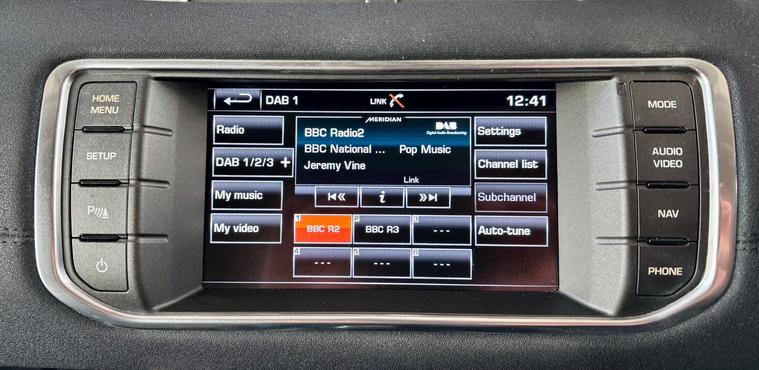 HOME
MENU
SETUP
P
DAB 1
LINK
12:41
Radio
DAB 1/2/3 +
My music
My video
MERIDIAN
DAB
Digital Audio Broadcasting
BBC Radio2
BBC National ... Pop Music
Jeremy Vine
Link
i
1
BBC R2
2
BBC R3
3
---
4
---
5
---
6
---
Settings
Channel list
Subchannel
Auto-tune
MODE
AUDIO
VIDEO
NAV
PHONE